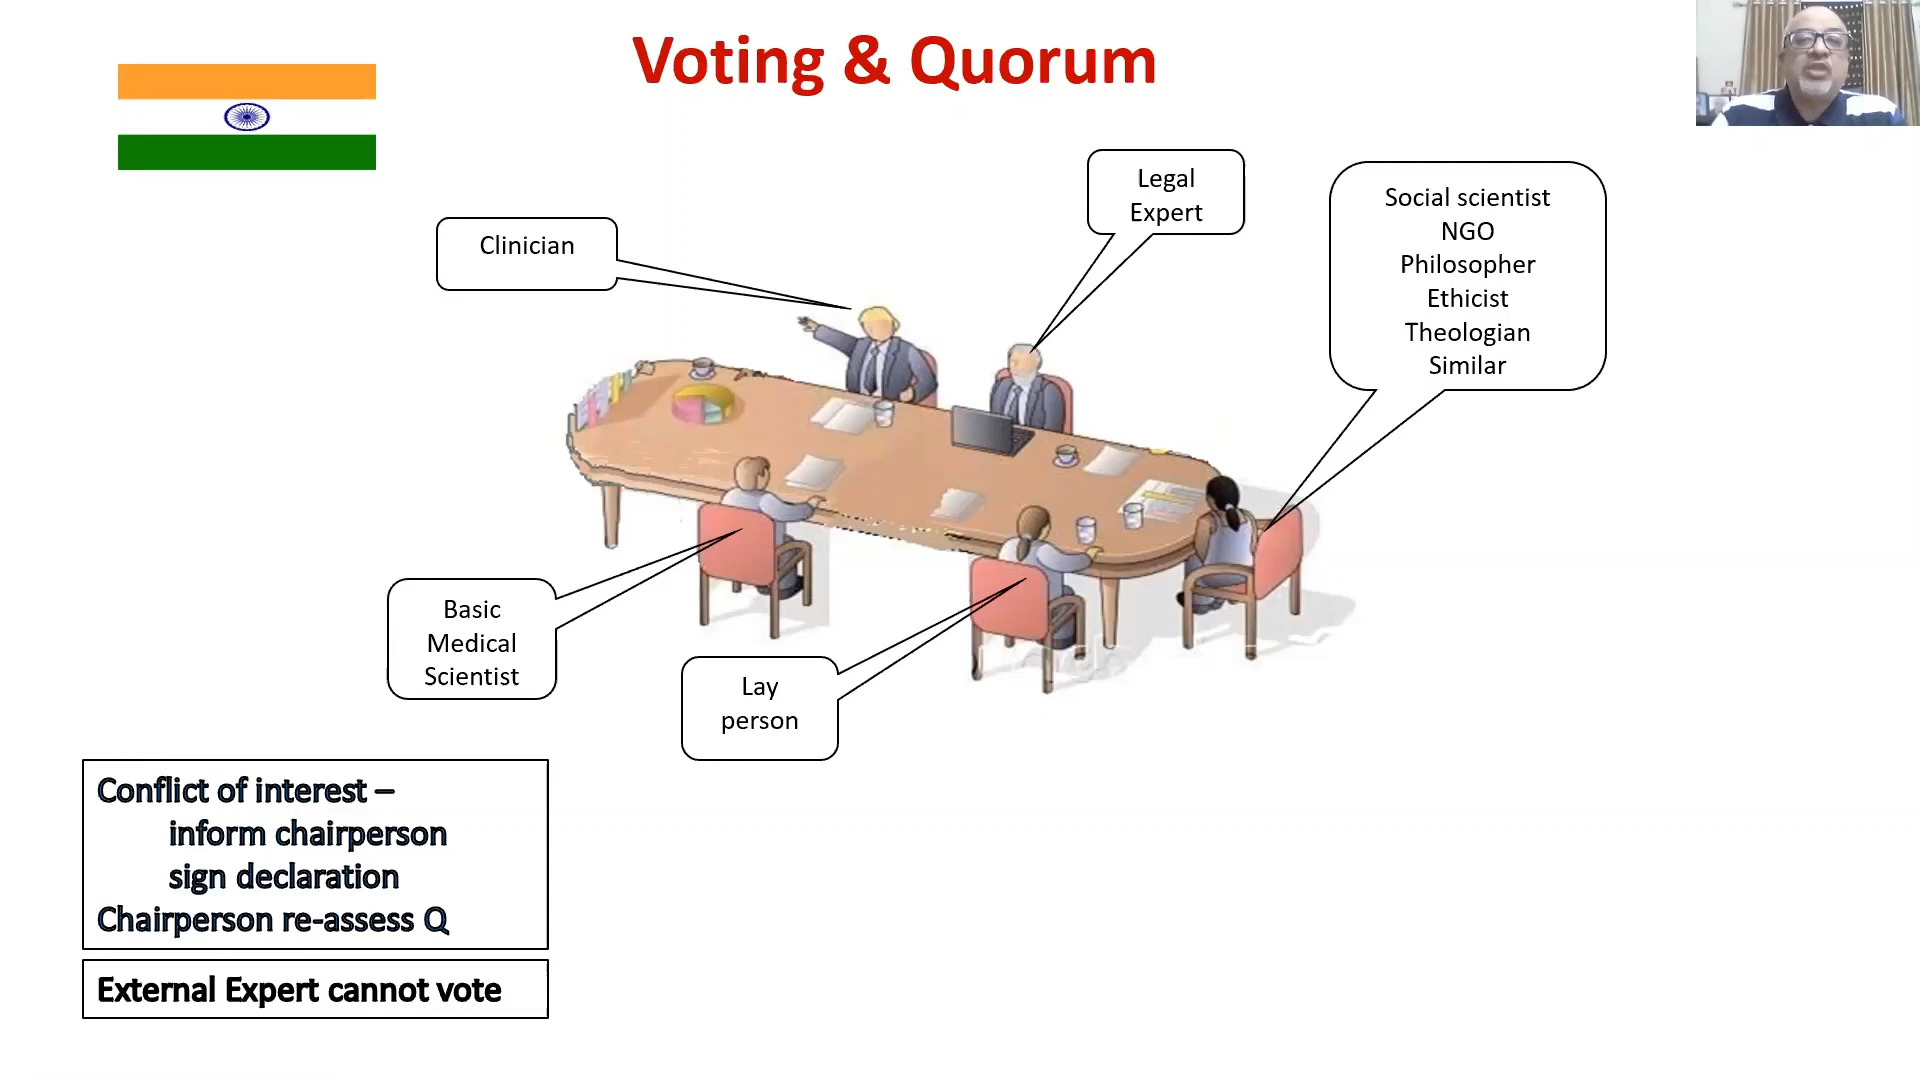 Voting & Quorum
Legal
Expert
Social scientist
NGO
Philosopher
Ethicist
Theologian
Similar
Clinician
Basic
Medical
Scientist
Lay
person
Conflict of interest –
inform chairperson
sign declaration
Chairperson re-assess Q
External Expert cannot vote